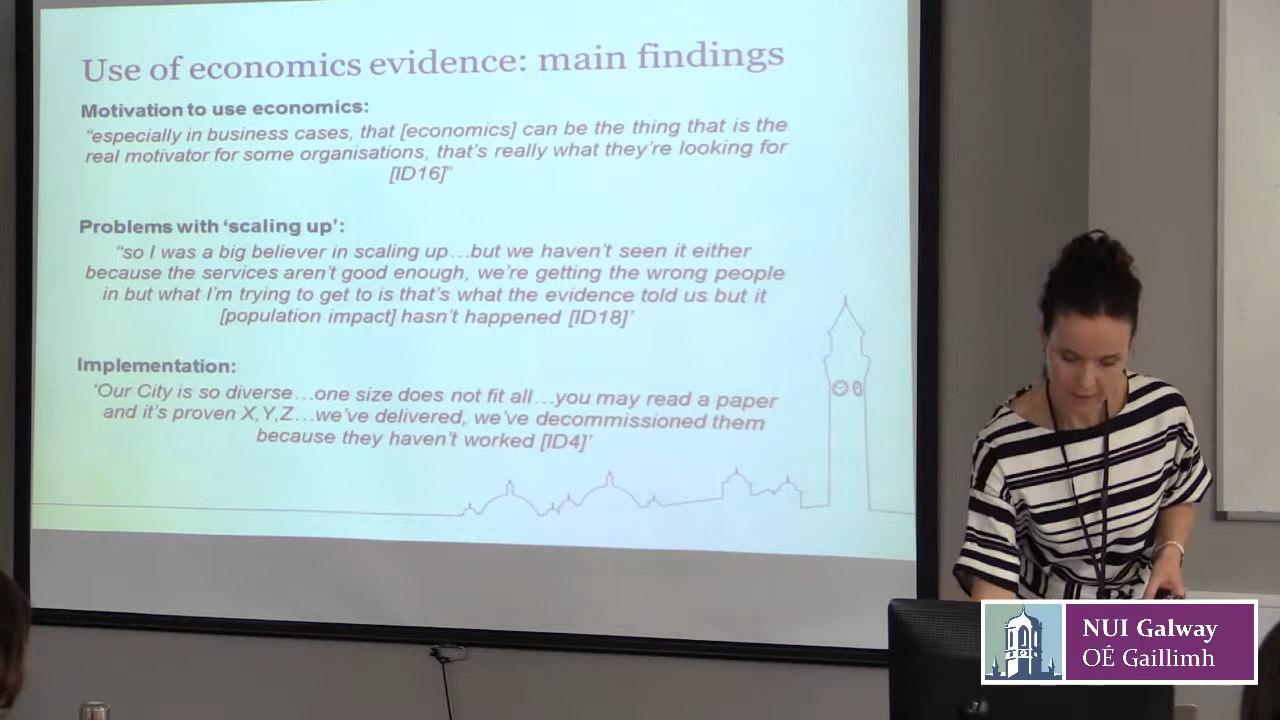 Use of economics evidence: main findings
Motivation to use economics:
“especially in business cases, that [economics] can be the thing that is the
real motivator for some organisations, that’s really what they’re looking for
[ID16]”
Problems with ‘scaling up’:
“so I was a big believer in scaling up…but we haven’t seen it either
because the services aren’t good enough, we’re getting the wrong people
in but what I’m trying to get to is that’s what the evidence told us but it
[population impact] hasn’t happened [ID18]’
Implementation:
‘Our City is so diverse…one size does not fit all…you may read a paper
and it’s proven X,Y,Z…we’ve delivered, we’ve decommissioned them
because they haven’t worked [ID4]’
NUI Galway
OÉ Gaillimh